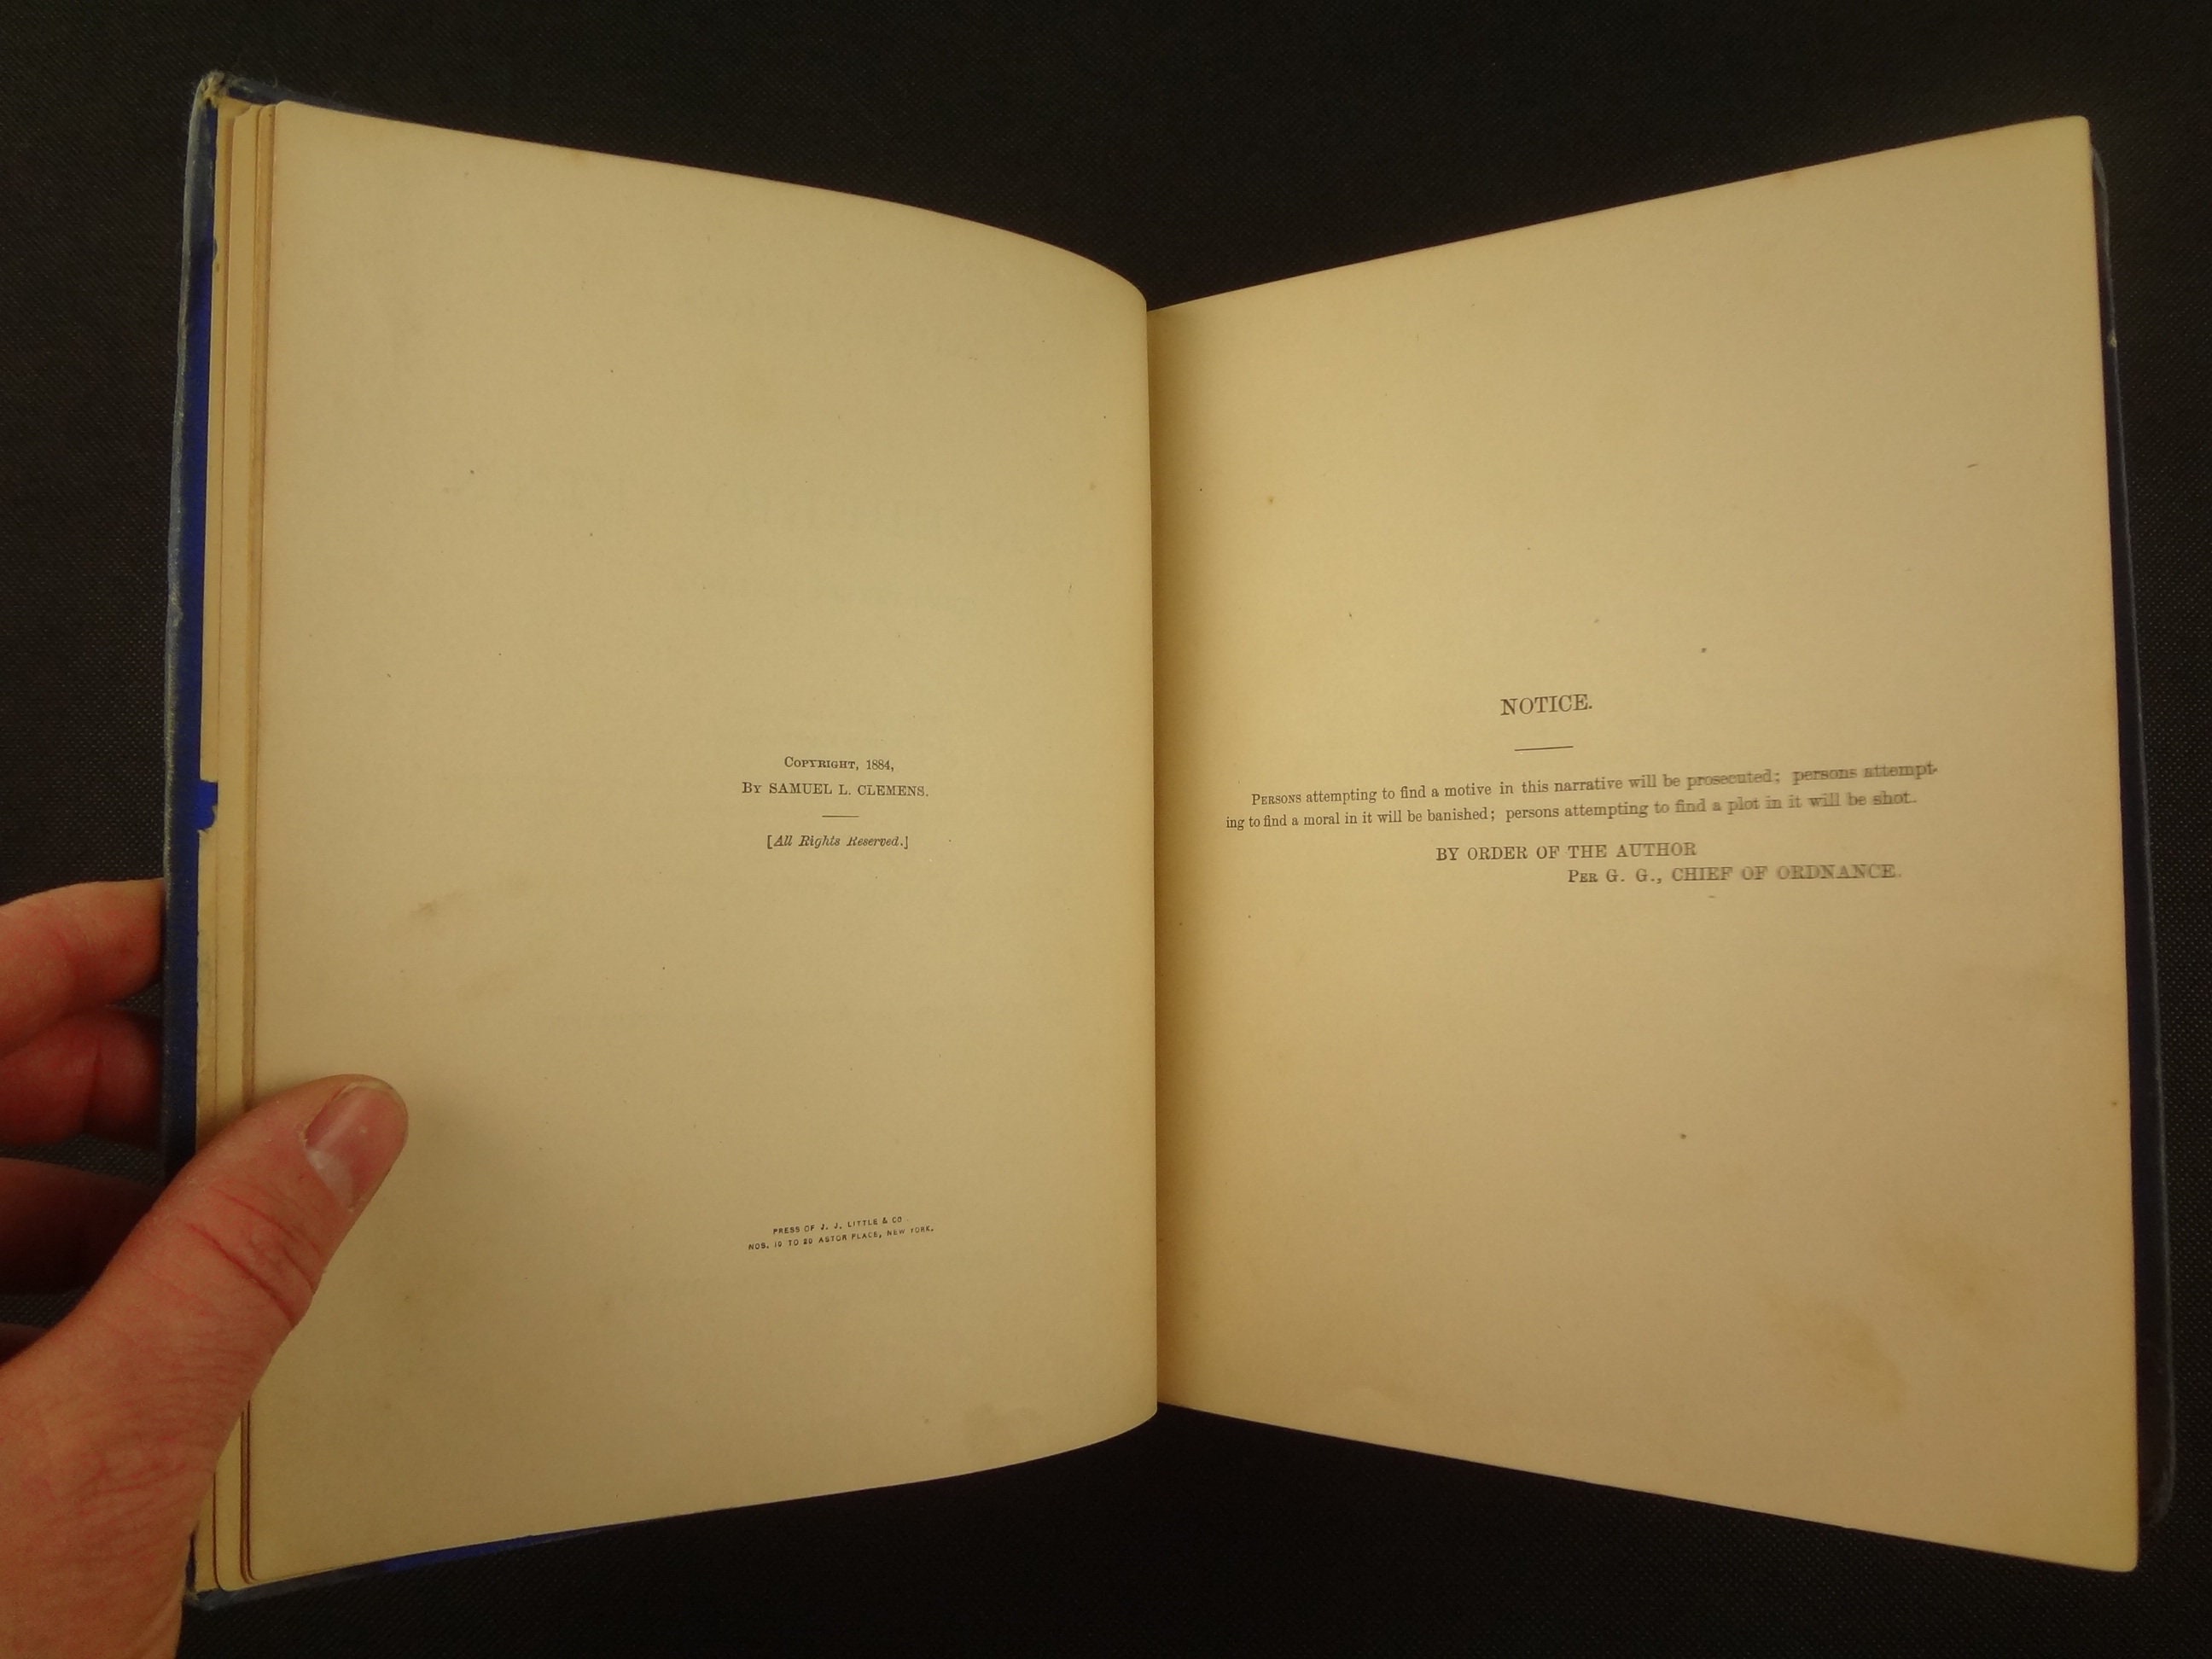 Copyright, 1884,
By SAMUEL L. CLEMENS.
[All Rights Reserved.]
PRESS OF J. J. LITTLE & CO
NOS. 10 TO 20 ASTOR PLACE, NEW YORK.
NOTICE.
Persons attempting to find a motive in this narrative will be prosecuted; persons attempt-
ing to find a moral in it will be banished; persons attempting to find a plot in it will be shot.
BY ORDER OF THE AUTHOR
Per G. G., CHIEF OF ORDNANCE.